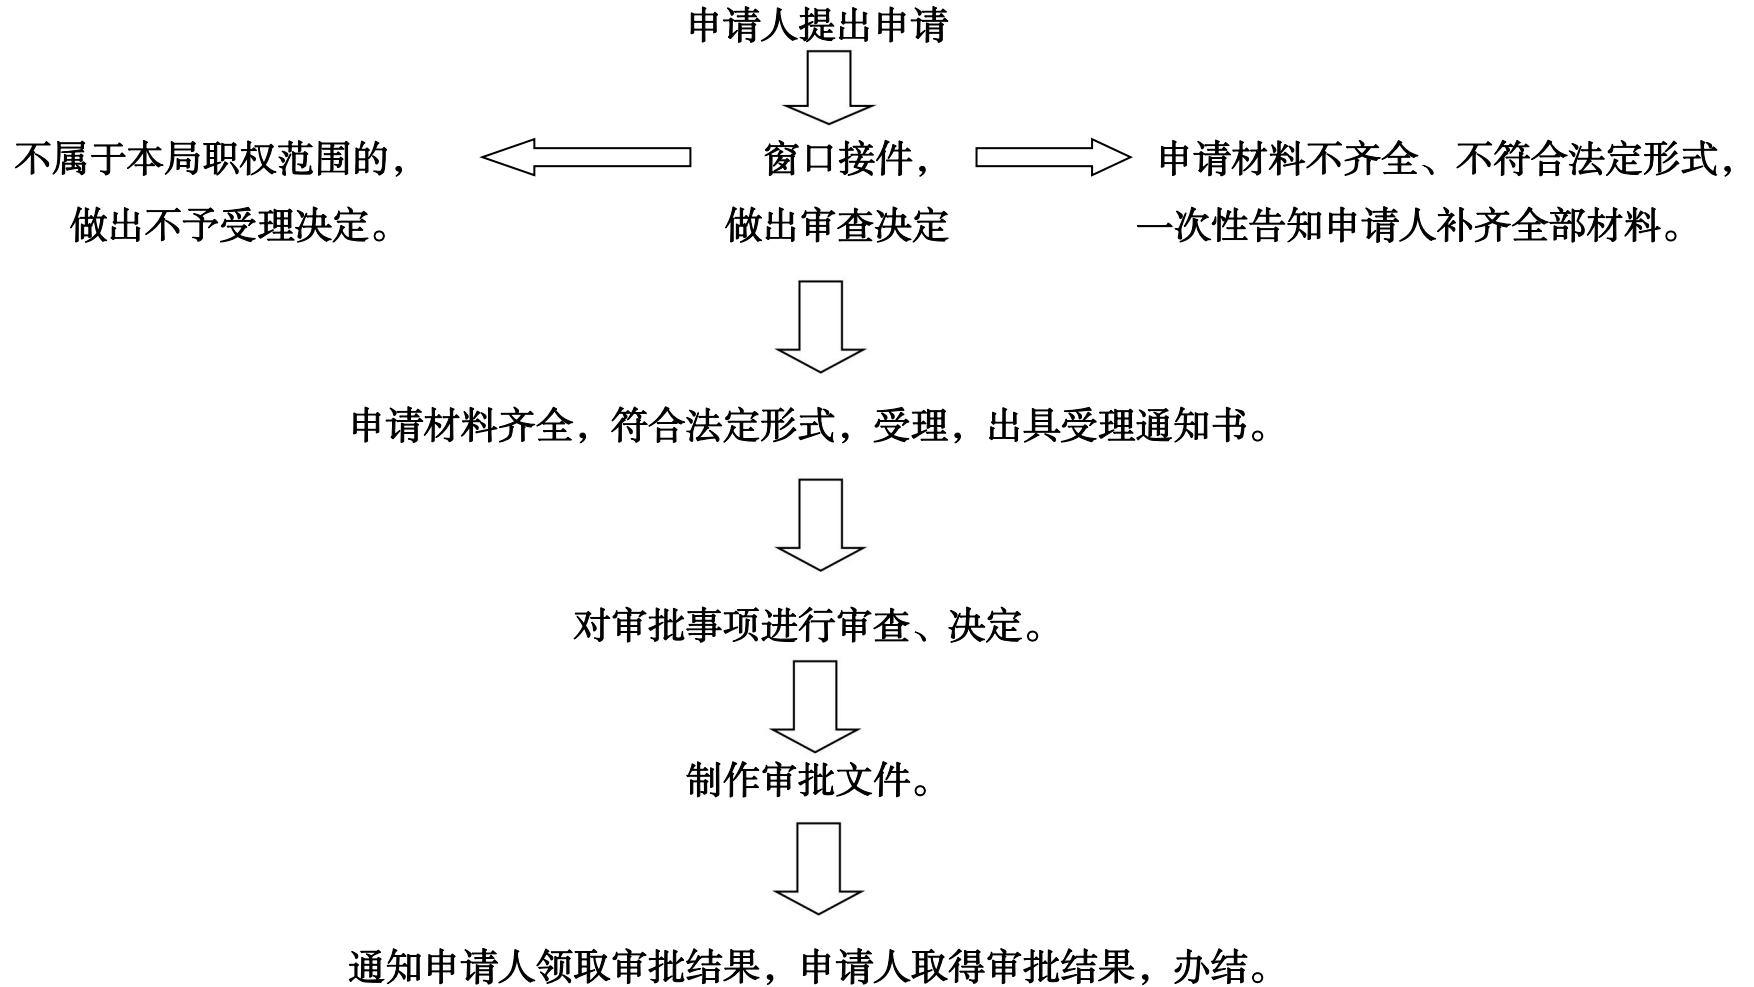 申请人提出申请
不属于本局职权范围的，
做出不予受理决定。
窗口接件，
做出审查决定
申请材料不齐全、不符合法定形式，
一次性告知申请人补齐全部材料。
申请材料齐全，符合法定形式，受理，出具受理通知书。
对审批事项进行审查、决定。
制作审批文件。
通知申请人领取审批结果，申请人取得审批结果，办结。